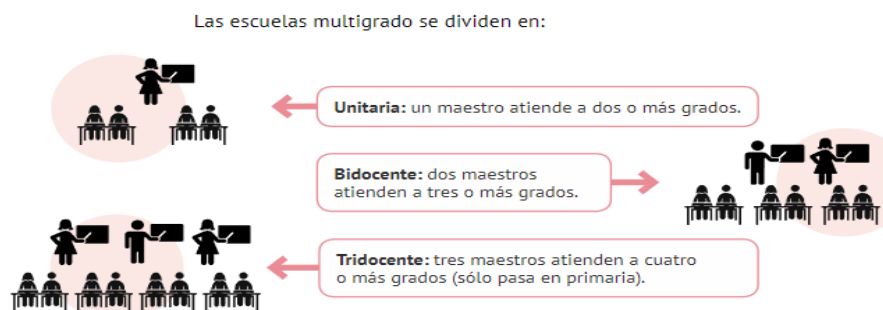 Las escuelas multigrado se dividen en:
Unitaria: un maestro atiende a dos o más grados.
Bidocente: dos maestros
atienden a tres o más grados.
Tridocente: tres maestros atienden a cuatro
o más grados (sólo pasa en primaria).